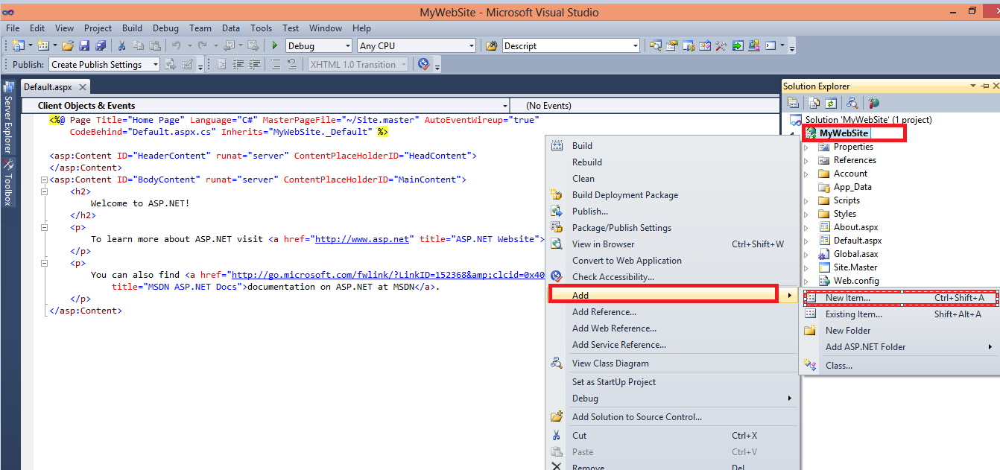 MyWebSite - Microsoft Visual Studio
File Edit View Project Build Debug Team Data Tools Test Window Help
Debug Any CPU Descript
Publish: Create Publish Settings XHTML 1.0 Transition
Server Explorer
Toolbox
Default.aspx
Client Objects & Events (No Events)
<%@ Page Title="Home Page" Language="C#" MasterPageFile="~/Site.master" AutoEventWireup="true"
CodeBehind="Default.aspx.cs" Inherits="MyWebSite._Default" %>
<asp:Content ID="HeaderContent" runat="server" ContentPlaceHolderID="HeadContent">
</asp:Content>
<asp:Content ID="BodyContent" runat="server" ContentPlaceHolderID="MainContent">
<h2>
Welcome to ASP.NET!
</h2>
<p>
To learn more about ASP.NET visit <a href="http://www.asp.net" title="ASP.NET Website">
</p>
<p>
You can also find <a href="http://go.microsoft.com/fwlink/?LinkID=152368&amp;clcid=0x40
title="MSDN ASP.NET Docs">documentation on ASP.NET at MSDN</a>.
</p>
</asp:Content>
Build
Rebuild
Clean
Build Deployment Package
Publish...
Package/Publish Settings
View in Browser Ctrl+Shift+W
Convert to Web Application
Check Accessibility...
Add
Add Reference...
Add Web Reference...
Add Service Reference...
View Class Diagram
Set as StartUp Project
Debug
Add Solution to Source Control...
Cut Ctrl+X
Paste Ctrl+V
Remove Del
Solution Explorer
Solution 'MyWebSite' (1 project)
MyWebSite
Properties
References
Account
App_Data
Scripts
Styles
About.aspx
Default.aspx
Global.asax
Site.Master
Web.config
New Item... Ctrl+Shift+A
Existing Item... Shift+Alt+A
New Folder
Add ASP.NET Folder
Class...